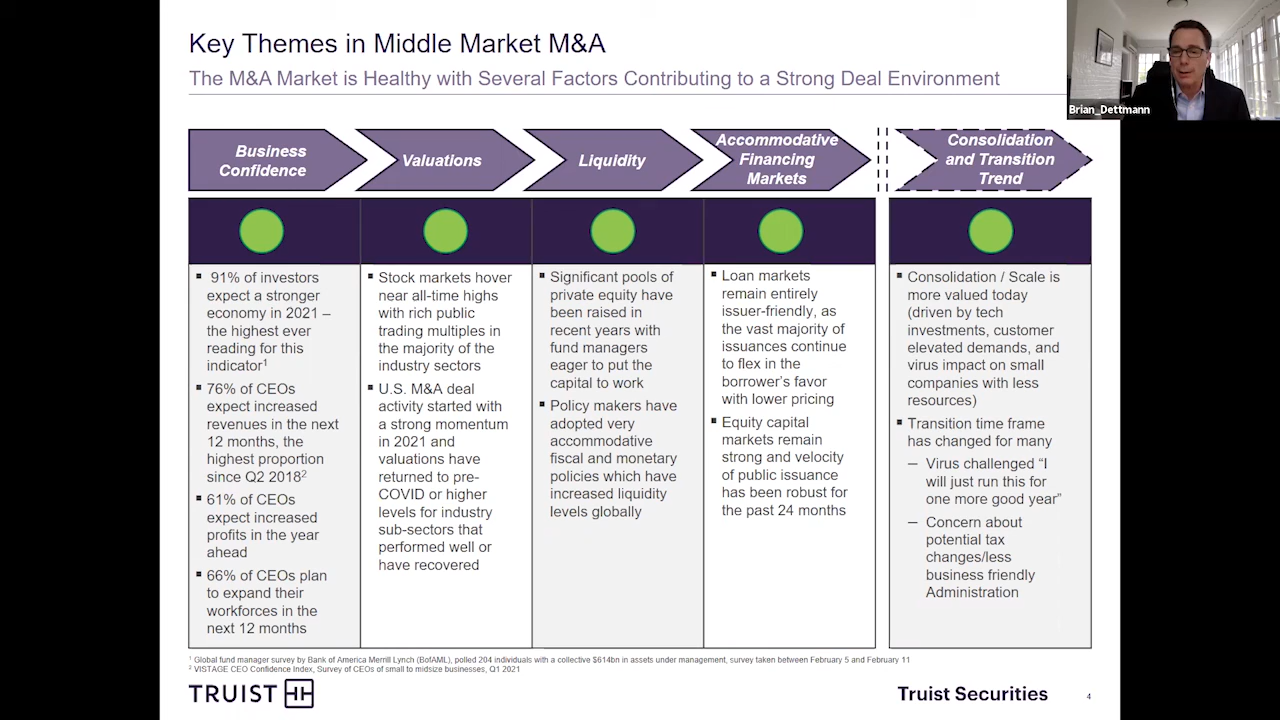 Key Themes in Middle Market M&A
The M&A Market is Healthy with Several Factors Contributing to a Strong Deal Environment
Brian_Dettmann
Business
Confidence
Valuations
Liquidity
Accommodative
Financing
Markets
Consolidation
and Transition
Trend
▪ 91% of investors
expect a stronger
economy in 2021 –
the highest ever
reading for this
indicator¹
▪ 76% of CEOs
expect increased
revenues in the next
12 months, the
highest proportion
since Q2 2018²
▪ 61% of CEOs
expect increased
profits in the year
ahead
▪ 66% of CEOs plan
to expand their
workforces in the
next 12 months
▪ Stock markets hover
near all-time highs
with rich public
trading multiples in
the majority of the
industry sectors
▪ U.S. M&A deal
activity started with
a strong momentum
in 2021 and
valuations have
returned to pre-
COVID or higher
levels for industry
sub-sectors that
performed well or
have recovered
▪ Significant pools of
private equity have
been raised in
recent years with
fund managers
eager to put the
capital to work
▪ Policy makers have
adopted very
accommodative
fiscal and monetary
policies which have
increased liquidity
levels globally
▪ Loan markets
remain entirely
issuer-friendly, as
the vast majority of
issuances continue
to flex in the
borrower’s favor
with lower pricing
▪ Equity capital
markets remain
strong and velocity
of public issuance
has been robust for
the past 24 months
▪ Consolidation / Scale is
more valued today
(driven by tech
investments, customer
elevated demands, and
virus impact on small
companies with less
resources)
▪ Transition time frame
has changed for many
– Virus challenged “I
will just run this for
one more good year”
– Concern about
potential tax
changes/less
business friendly
Administration
¹ Global fund manager survey by Bank of America Merrill Lynch (BofAML), polled 204 individuals with a collective $614bn in assets under management, survey taken between February 5 and February 11
² VISTAGE CEO Confidence Index, Survey of CEOs of small to midsize businesses, Q1 2021
TRUIST
Truist Securities
4